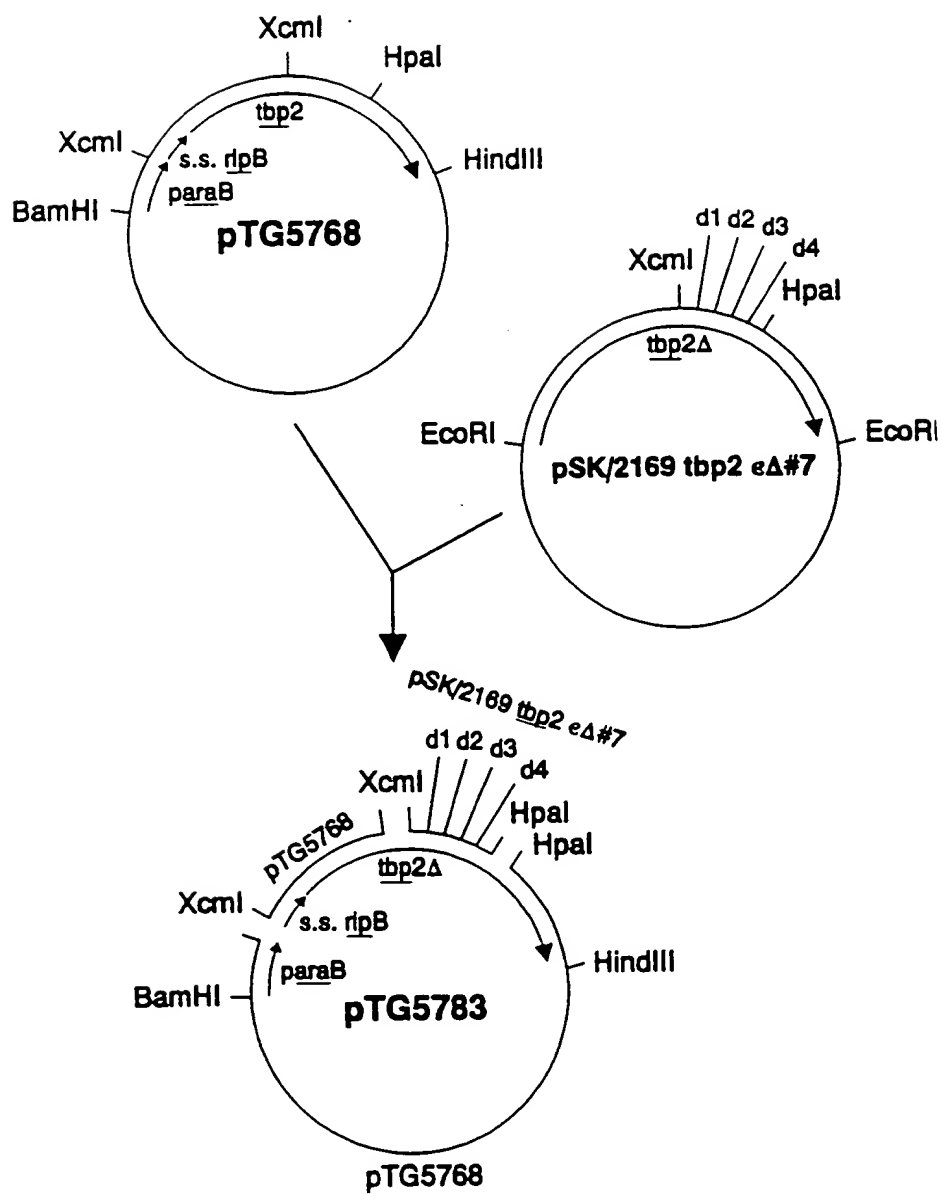 XcmI
HpaI
tbp2
XcmI
s.s. rlpB
HindIII
paraB
BamHI
pTG5768
d1 d2 d3
d4
XcmI
HpaI
tbp2Δ
EcoRI
EcoRI
pSK/2169 tbp2 eΔ#7
pSK/2169 tbp2 eΔ#7
d1 d2 d3
d4
XcmI
HpaI
HpaI
pTG5768
tbp2Δ
XcmI
s.s. rlpB
paraB
HindIII
BamHI
pTG5783
pTG5768